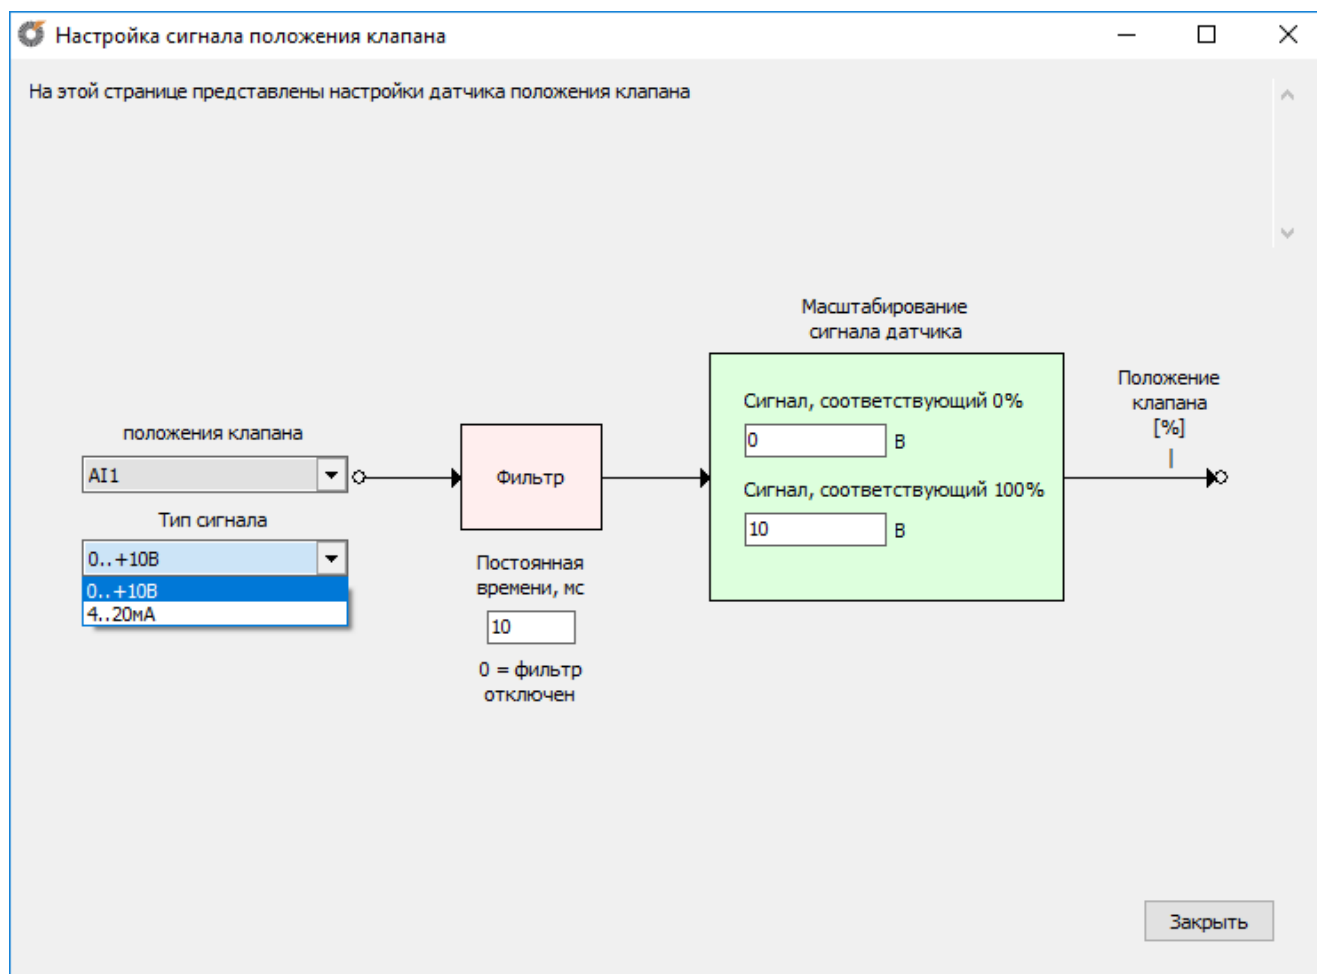 Настройка сигнала положения клапана
На этой странице представлены настройки датчика положения клапана
Масштабирование
сигнала датчика
Положение
клапана
[%]
Сигнал, соответствующий 0%
0 В
Сигнал, соответствующий 100%
10 В
положения клапана
AI1
Тип сигнала
0..+10В
0..+10В
4..20мА
Фильтр
Постоянная
времени, мс
10
0 = фильтр
отключен
Закрыть